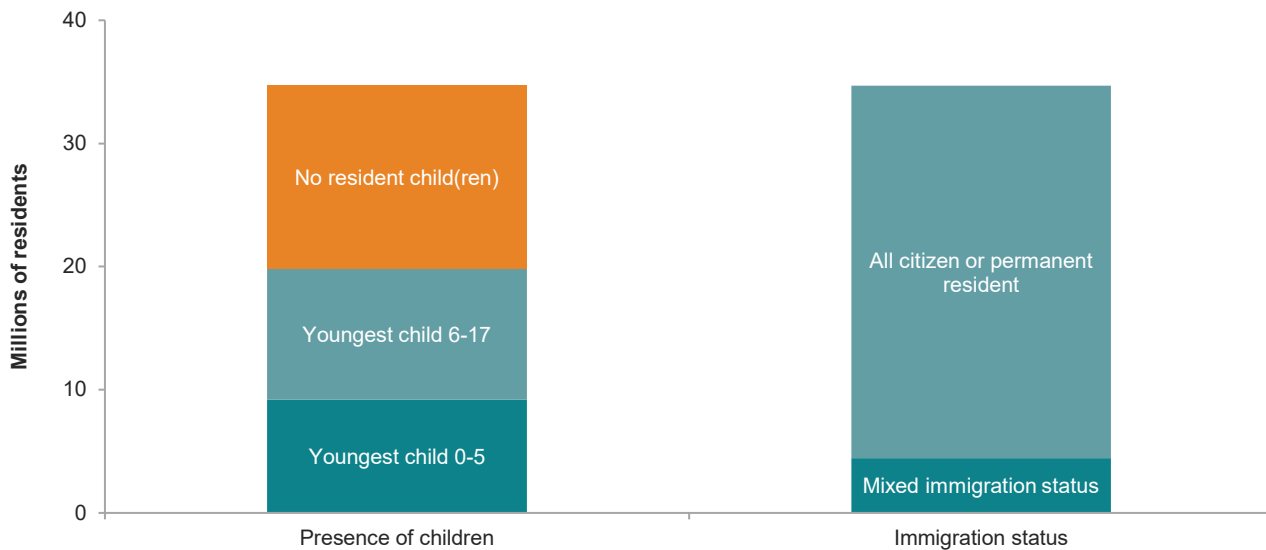 40
30
20
10
0
Millions of residents
No resident child(ren)
Youngest child 6-17
Youngest child 0-5
All citizen or permanent
resident
Mixed immigration status
Presence of children
Immigration status